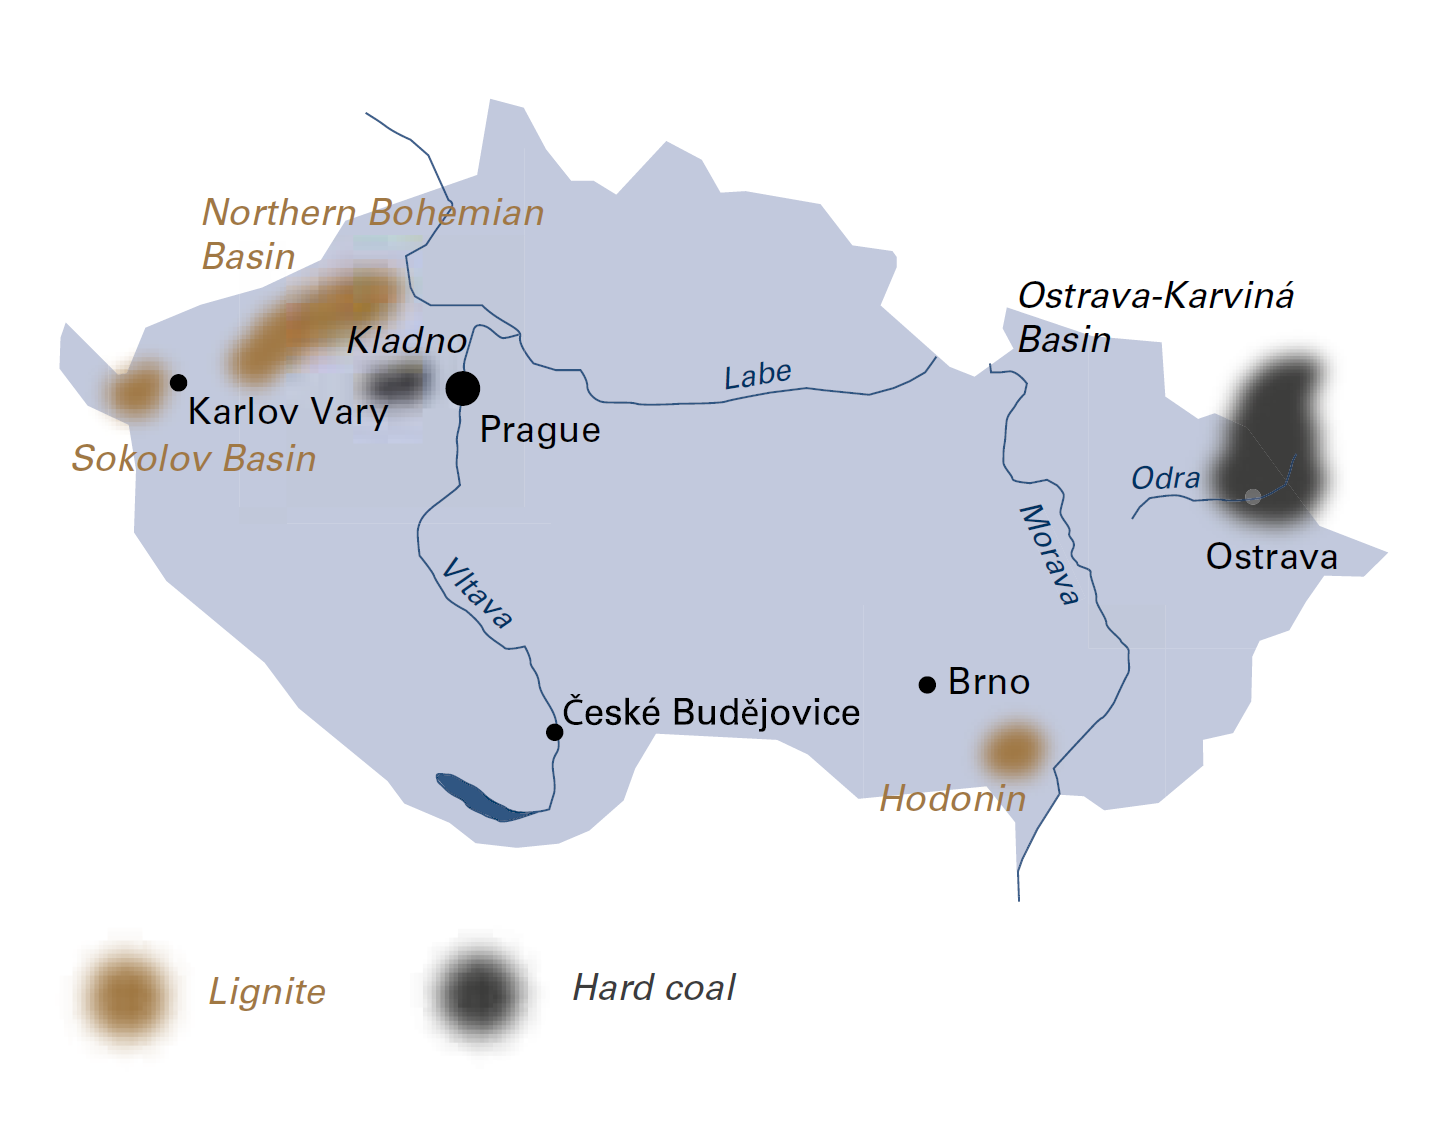 Northern Bohemian
Basin
Ostrava-Karviná
Basin
Kladno
Labe
Karlov Vary
Prague
Sokolov Basin
Odra
Morava
Ostrava
Vltava
Brno
České Budějovice
Hodonin
Lignite
Hard coal